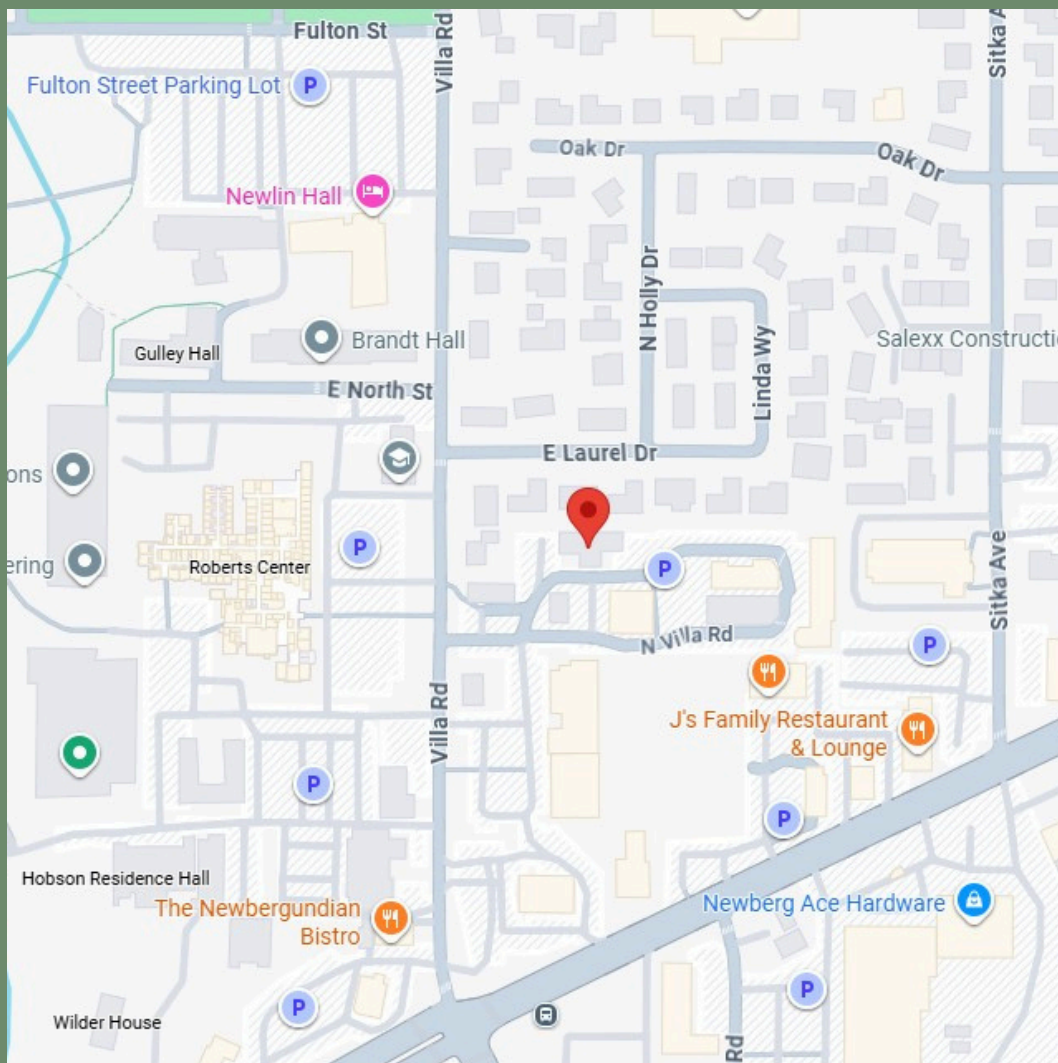 Fulton St
Villa Rd
Sitka A
Fulton Street Parking Lot
P
Oak Dr
Oak Dr
Newlin Hall
N Holly Dr
Brandt Hall
Gulley Hall
Linda Wy
Salexx Constructi
E North St
E Laurel Dr
ons
P
P
ering
Roberts Center
Sitka Ave
N Villa Rd
P
Villa Rd
J's Family Restaurant
& Lounge
P
P
Hobson Residence Hall
The Newbergundian
Bistro
Newberg Ace Hardware
P
P
Wilder House
Rd